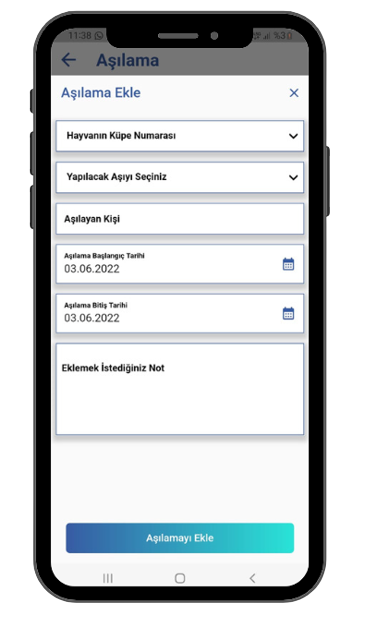 11:38
%30
Aşılama
Aşılama Ekle
Hayvanın Küpe Numarası
Yapılacak Aşıyı Seçiniz
Aşılayan Kişi
Aşılama Başlangıç Tarihi
03.06.2022
Aşılama Bitiş Tarihi
03.06.2022
Eklemek İstediğiniz Not
Aşılamayı Ekle